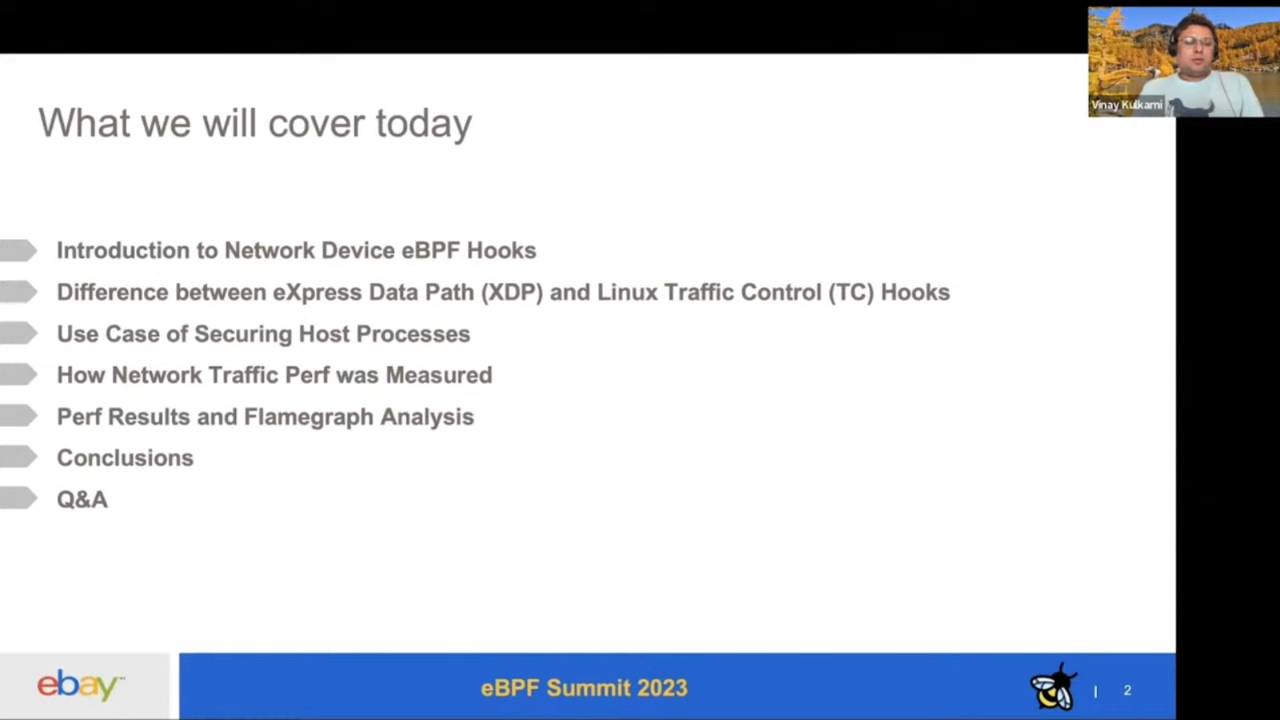 Vinay Kulkarni
What we will cover today
Introduction to Network Device eBPF Hooks
Difference between eXpress Data Path (XDP) and Linux Traffic Control (TC) Hooks
Use Case of Securing Host Processes
How Network Traffic Perf was Measured
Perf Results and Flamegraph Analysis
Conclusions
Q&A
ebay™
eBPF Summit 2023
| 2